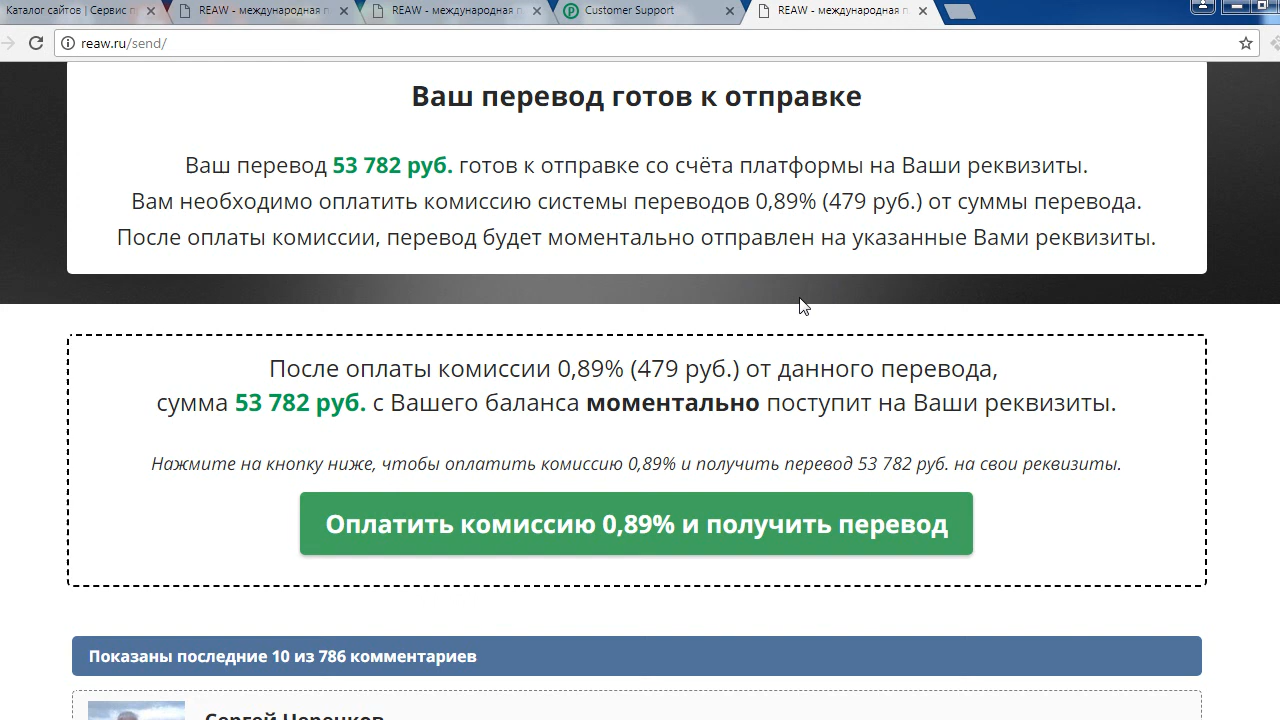 Каталог сайтов | Сервис п
REAW - международная п
REAW - международная п
Customer Support
REAW - международная п
reaw.ru/send/
Ваш перевод готов к отправке
Ваш перевод 53 782 руб. готов к отправке со счёта платформы на Ваши реквизиты.
Вам необходимо оплатить комиссию системы переводов 0,89% (479 руб.) от суммы перевода.
После оплаты комиссии, перевод будет моментально отправлен на указанные Вами реквизиты.
После оплаты комиссии 0,89% (479 руб.) от данного перевода,
сумма 53 782 руб. с Вашего баланса моментально поступит на Ваши реквизиты.
Нажмите на кнопку ниже, чтобы оплатить комиссию 0,89% и получить перевод 53 782 руб. на свои реквизиты.
Оплатить комиссию 0,89% и получить перевод
Показаны последние 10 из 786 комментариев
Сергей